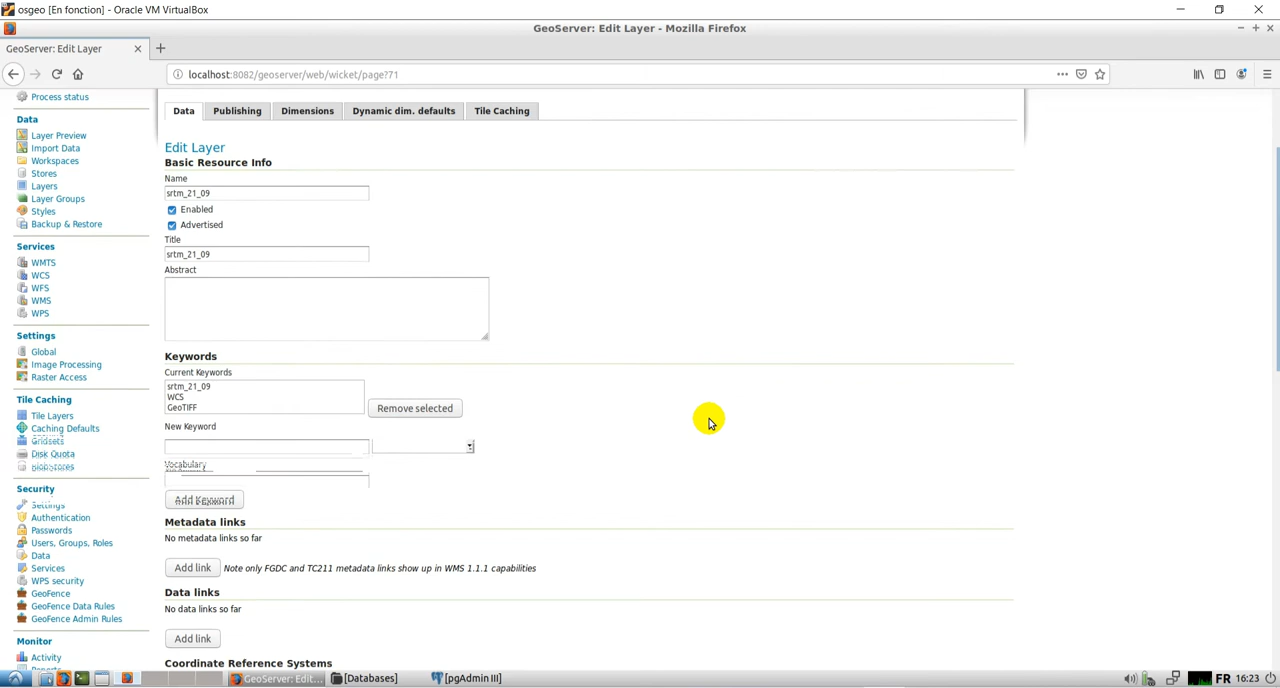 osgeo [En fonction] - Oracle VM VirtualBox
GeoServer: Edit Layer - Mozilla Firefox
GeoServer: Edit Layer
localhost:8082/geoserver/web/wicket/page?71
Process status
Data
Layer Preview
Import Data
Workspaces
Stores
Layers
Layer Groups
Styles
Backup & Restore
Services
WMTS
WCS
WFS
WMS
WPS
Settings
Global
Image Processing
Raster Access
Tile Caching
Tile Layers
Caching Defaults
Gridsets
Disk Quota
BlobStores
Security
Settings
Authentication
Passwords
Users, Groups, Roles
Data
Services
WPS security
GeoFence
GeoFence Data Rules
GeoFence Admin Rules
Monitor
Activity
Reports
Data Publishing Dimensions Dynamic dim. defaults Tile Caching
Edit Layer
Basic Resource Info
Name
srtm_21_09
Enabled
Advertised
Title
srtm_21_09
Abstract
Keywords
Current Keywords
srtm_21_09
WCS
GeoTIFF
Remove selected
New Keyword
Vocabulary
Add Keyword
Metadata links
No metadata links so far
Add link Note only FGDC and TC211 metadata links show up in WMS 1.1.1 capabilities
Data links
No data links so far
Add link
Coordinate Reference Systems
GeoServer: Edit... [Databases] [pgAdmin III] FR 16:23